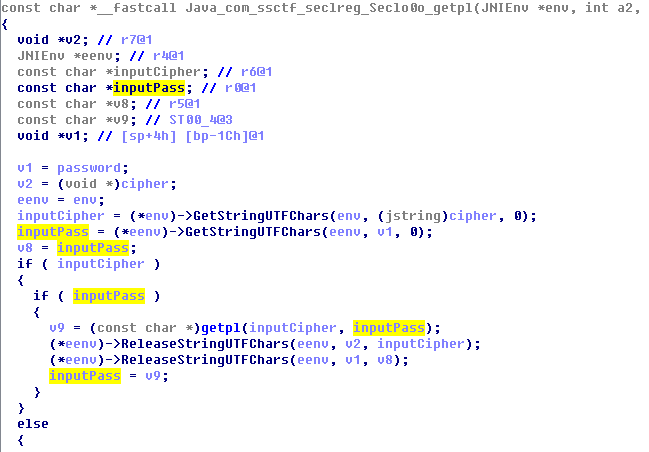 const char *__fastcall Java_com_ssctf_seclreg_Seclo0o_getpl(JNIEnv *env, int a2,
{
  void *v2; // r7@1
  JNIEnv *eenv; // r4@1
  const char *inputCipher; // r6@1
  const char *inputPass; // r0@1
  const char *v8; // r5@1
  const char *v9; // ST00_4@3
  void *v1; // [sp+4h] [bp-1Ch]@1

  v1 = password;
  v2 = (void *)cipher;
  eenv = env;
  inputCipher = (*env)->GetStringUTFChars(env, (jstring)cipher, 0);
  inputPass = (*eenv)->GetStringUTFChars(eenv, v1, 0);
  v8 = inputPass;
  if ( inputCipher )
  {
    if ( inputPass )
    {
      v9 = (const char *)getpl(inputCipher, inputPass);
      (*eenv)->ReleaseStringUTFChars(eenv, v2, inputCipher);
      (*eenv)->ReleaseStringUTFChars(eenv, v1, v8);
      inputPass = v9;
    }
  }
  else
  {